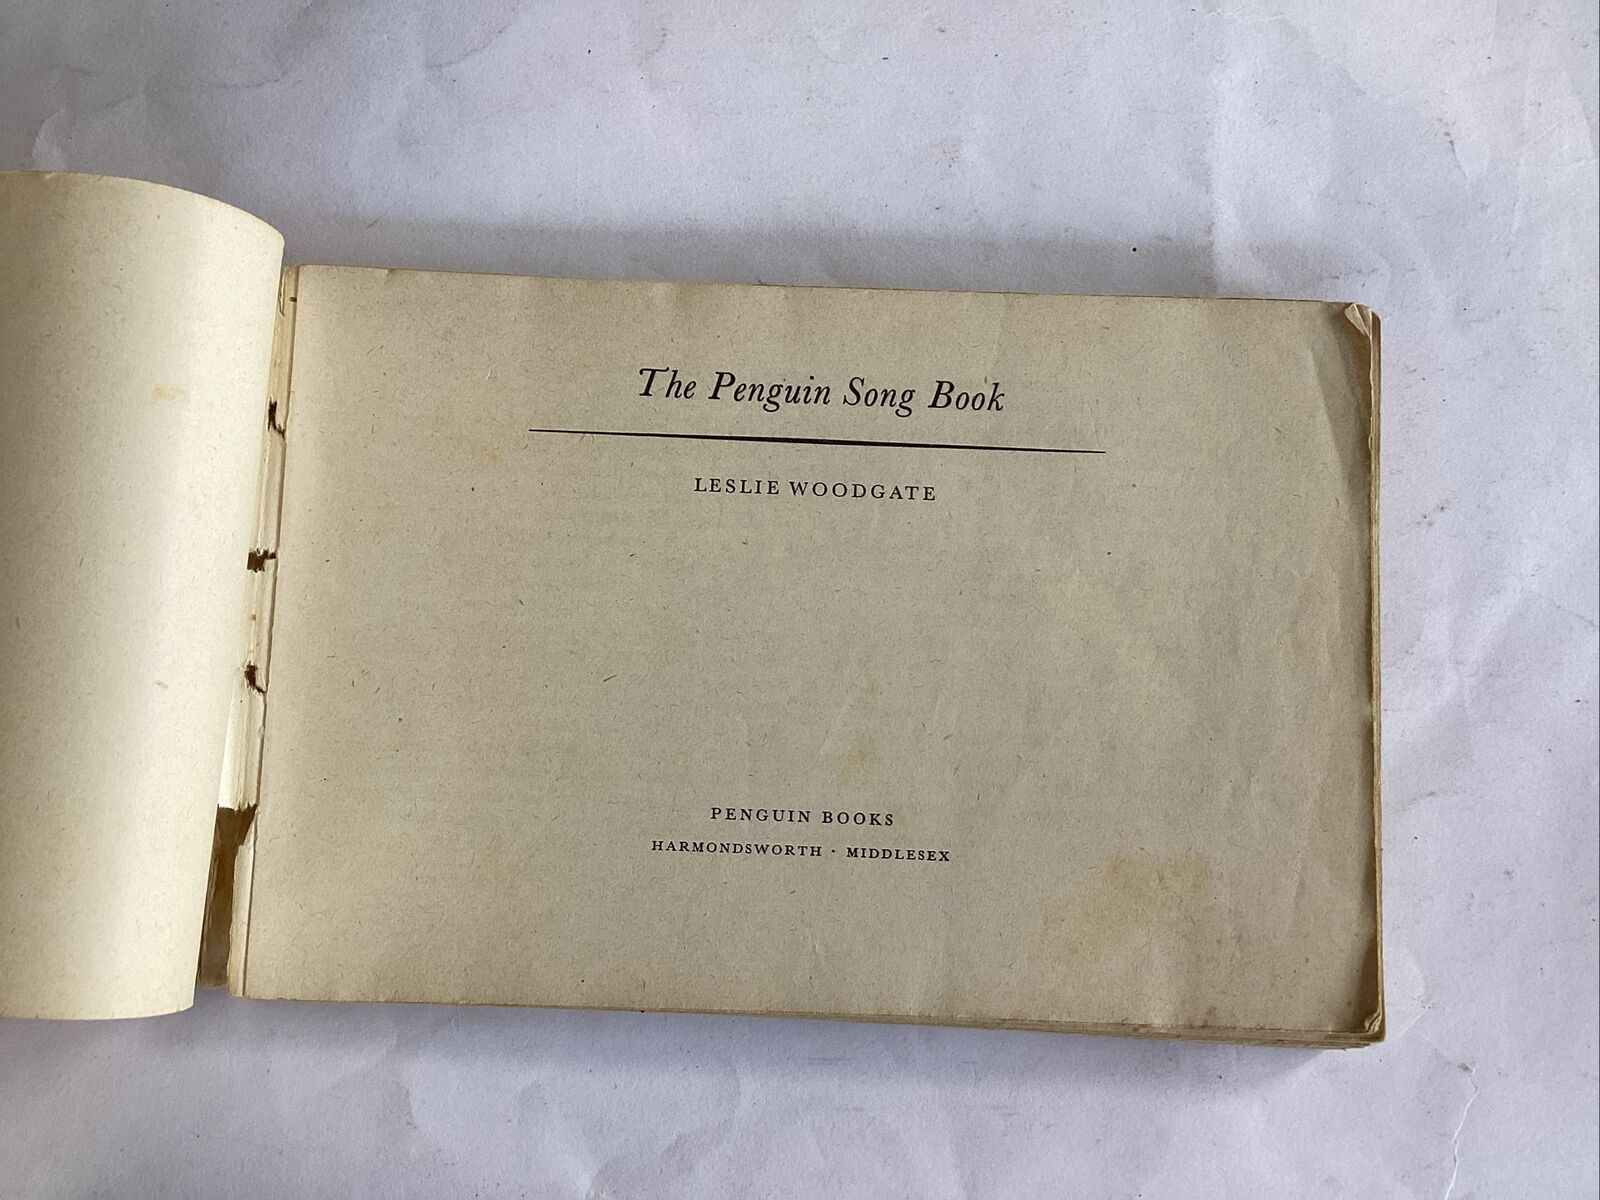 The Penguin Song Book
LESLIE WOODGATE
PENGUIN BOOKS
HARMONDSWORTH · MIDDLESEX